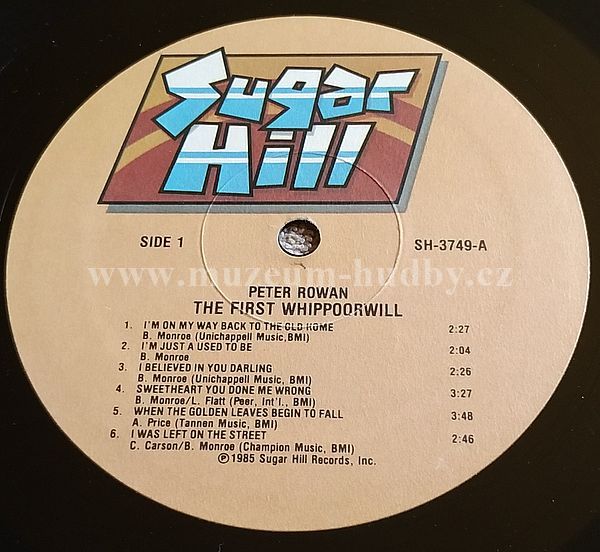 Sugar
Hill
SIDE 1
SH-3749-A
www.muzeum-hudby.cz
PETER ROWAN
THE FIRST WHIPPOORWILL
1. I'M ON MY WAY BACK TO THE OLD HOME 2:27
B. Monroe (Unichappell Music,BMI)
2. I'M JUST A USED TO BE 2:04
B. Monroe
3. I BELIEVED IN YOU DARLING 2:26
B. Monroe (Unichappell Music, BMI)
4. SWEETHEART YOU DONE ME WRONG 3:27
B. Monroe/L. Flatt (Peer, Int'l., BMI)
5. WHEN THE GOLDEN LEAVES BEGIN TO FALL 3:48
A. Price (Tannen Music, BMI)
6. I WAS LEFT ON THE STREET 2:46
C. Carson/B. Monroe (Champion Music, BMI)
℗1985 Sugar Hill Records, Inc.